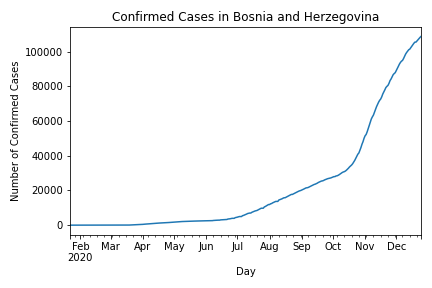 Confirmed Cases in Bosnia and Herzegovina
Number of Confirmed Cases
100000
80000
60000
40000
20000
0
Feb Mar Apr May Jun Jul Aug Sep Oct Nov Dec
2020
Day